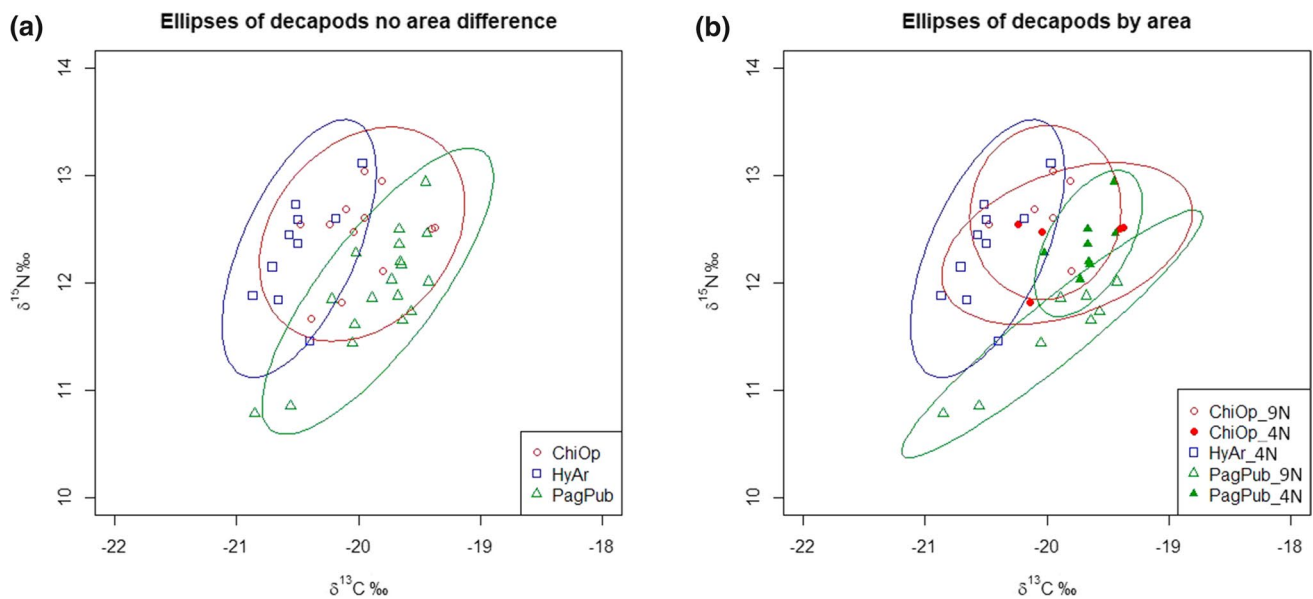 (a)
Ellipses of decapods no area difference
14
13
12
11
10
δ¹⁵N ‰
-22 -21 -20 -19 -18
δ¹³C ‰
ChiOp
HyAr
PagPub
(b)
Ellipses of decapods by area
14
13
12
11
10
δ¹⁵N ‰
-22 -21 -20 -19 -18
δ¹³C ‰
ChiOp_9N
ChiOp_4N
HyAr_4N
PagPub_9N
PagPub_4N